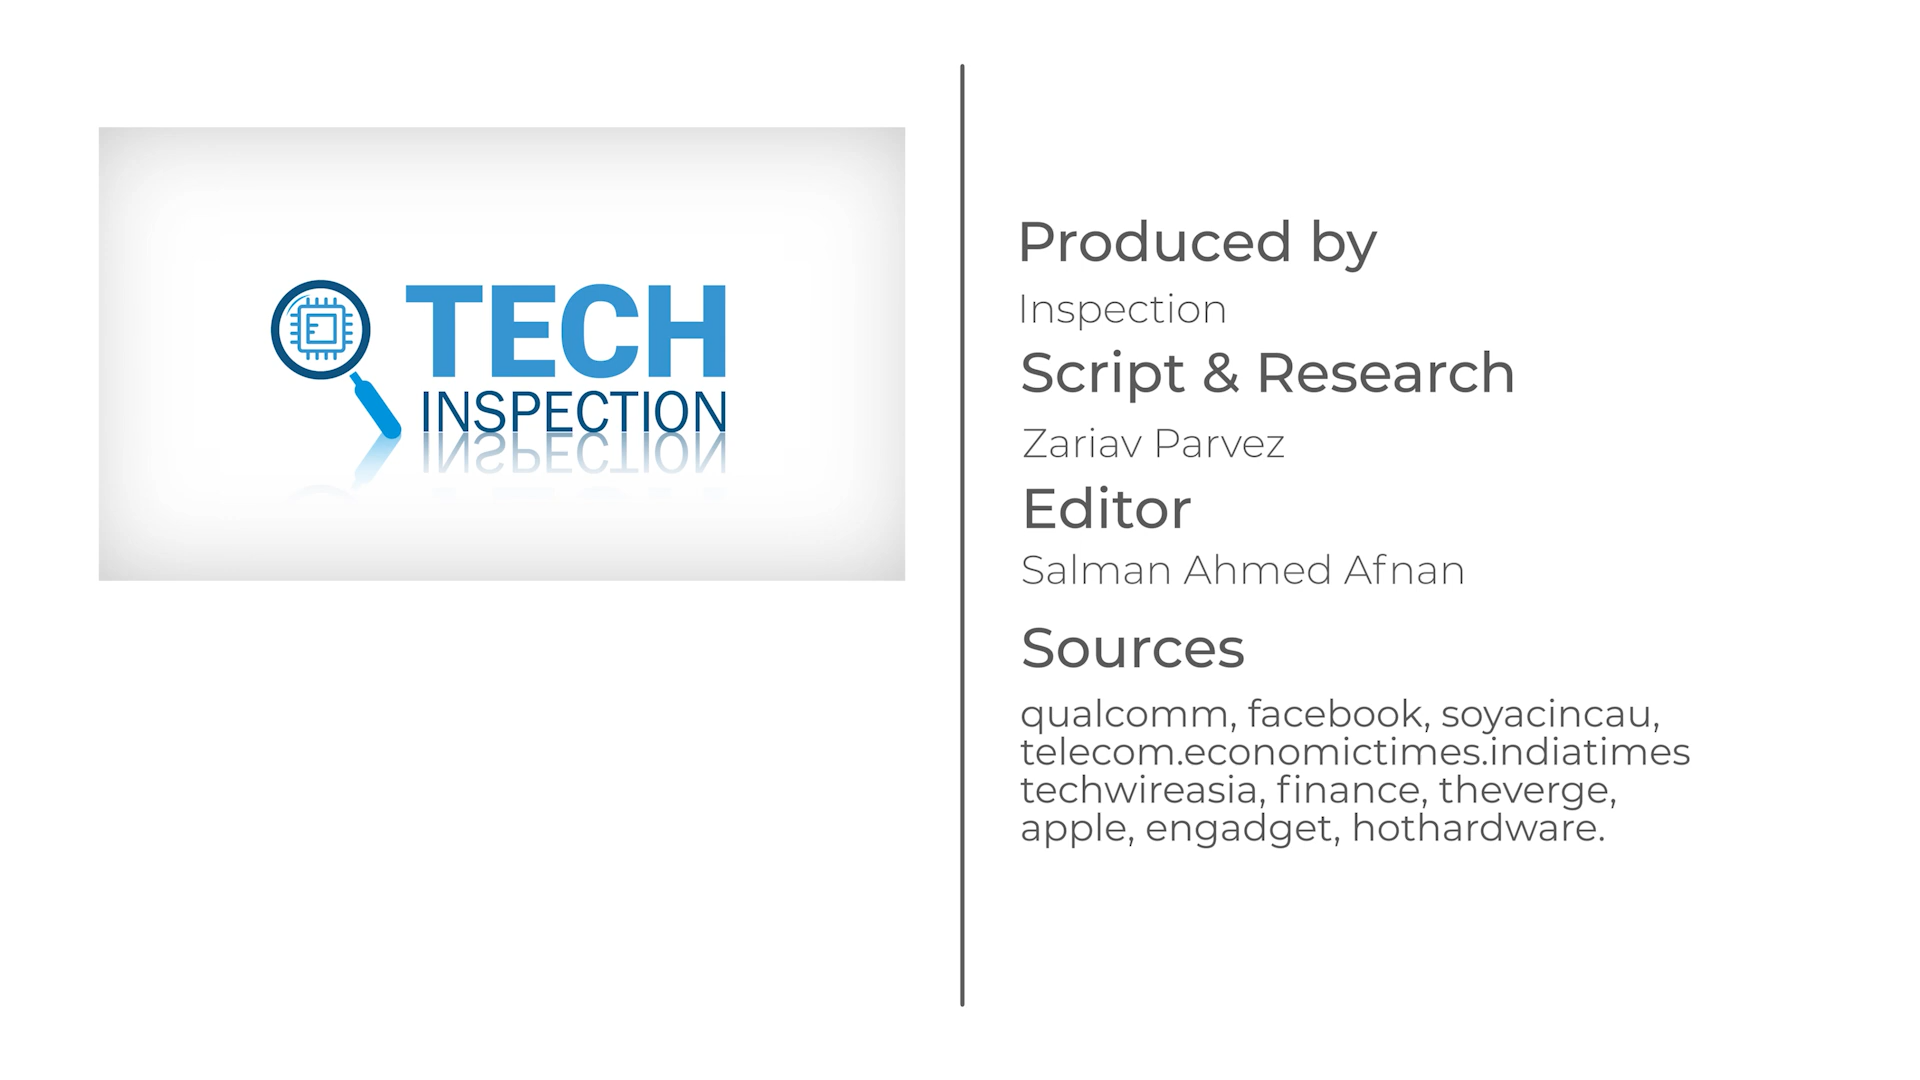 TECH
INSPECTION
Produced by
Inspection
Script & Research
Zariav Parvez
Editor
Salman Ahmed Afnan
Sources
qualcomm, facebook, soyacincau,
telecom.economictimes.indiatimes
techwireasia, finance, theverge,
apple, engadget, hothardware.